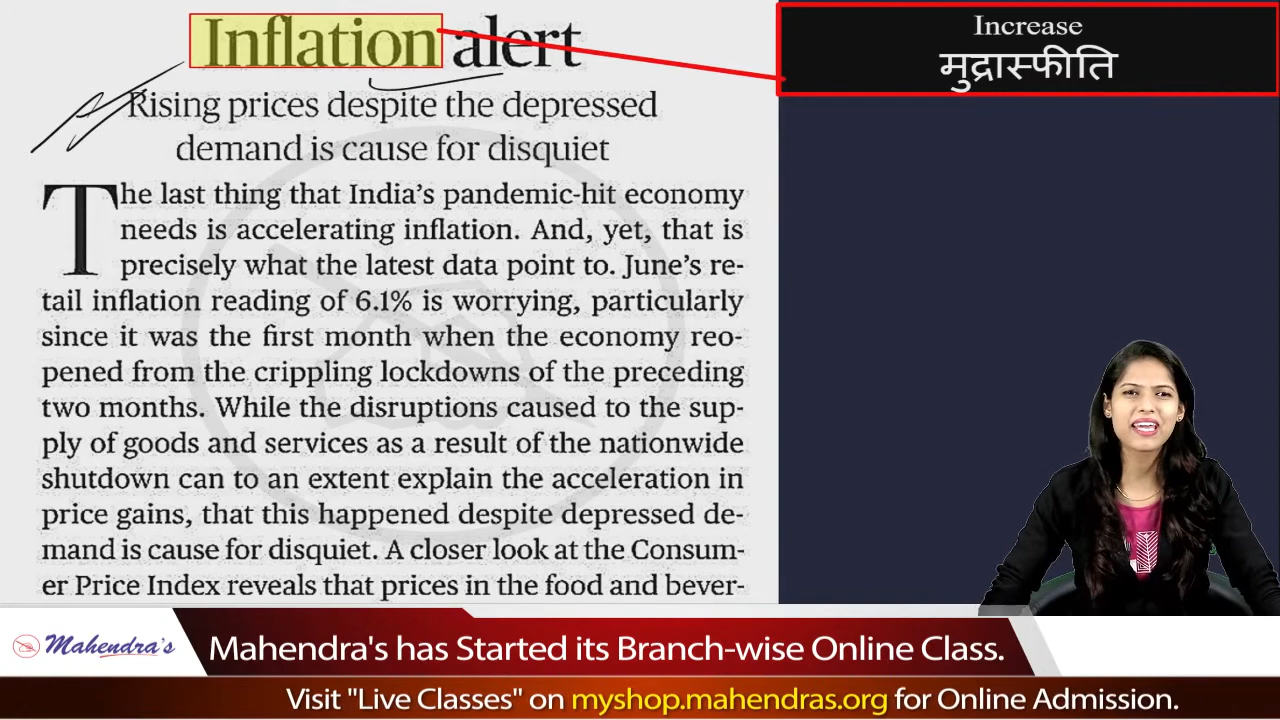 Inflation alert
Rising prices despite the depressed
demand is cause for disquiet
The last thing that India's pandemic-hit economy
needs is accelerating inflation. And, yet, that is
precisely what the latest data point to. June's re-
tail inflation reading of 6.1% is worrying, particularly
since it was the first month when the economy reo-
pened from the crippling lockdowns of the preceding
two months. While the disruptions caused to the sup-
ply of goods and services as a result of the nationwide
shutdown can to an extent explain the acceleration in
price gains, that this happened despite depressed de-
mand is cause for disquiet. A closer look at the Consum-
er Price Index reveals that prices in the food and bever-
Increase
मुद्रास्फीति
Mahendra's
Mahendra's has Started its Branch-wise Online Class.
Visit "Live Classes" on myshop.mahendras.org for Online Admission.